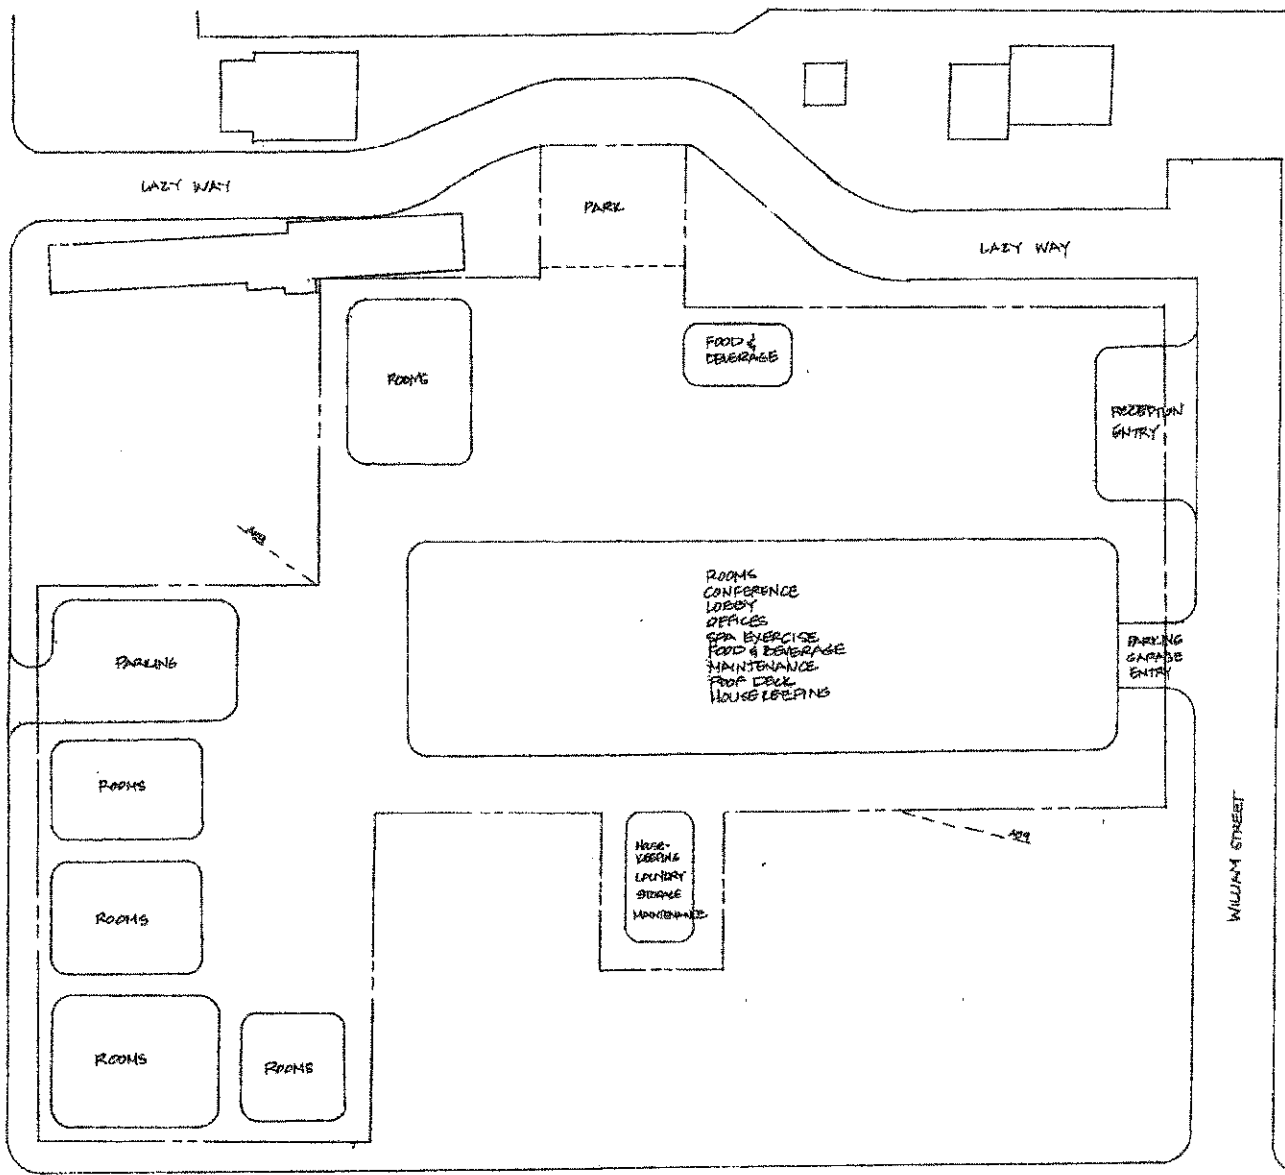 LAZY WAY
PARK
LAZY WAY
FOOD &
BEVERAGE
ROOMS
RECEPTION
ENTRY
ROOMS
CONFERENCE
LOBBY
OFFICES
SPA EXERCISE
FOOD & BEVERAGE
MAINTENANCE
ROOF DECK
HOUSEKEEPING
PARKING
GARAGE
ENTRY
PARKING
ROOMS
HOUSE-
KEEPING
LAUNDRY
STORAGE
MAINTENANCE
WILLIAM STREET
ROOMS
ROOMS
ROOMS